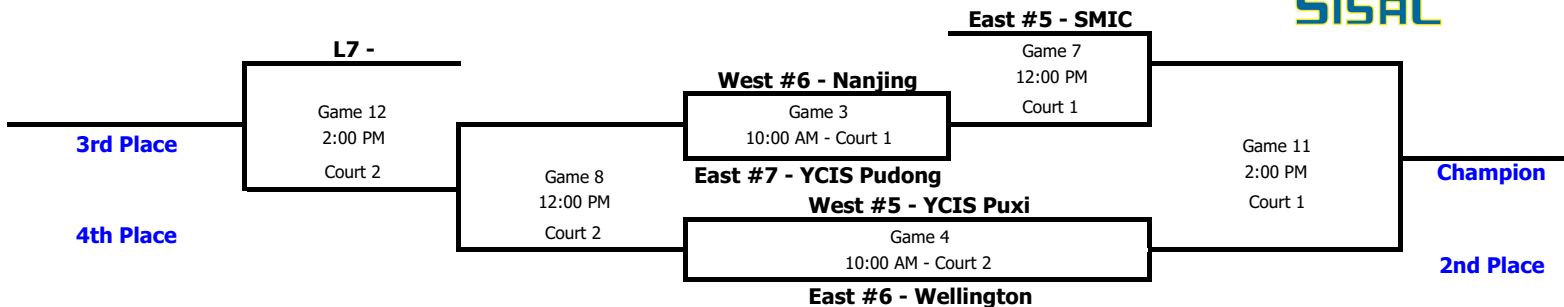 SISAC
East #5 - SMIC
L7 -
Game 7
12:00 PM
Court 1
West #6 - Nanjing
Game 3
10:00 AM - Court 1
East #7 - YCIS Pudong
Game 12
2:00 PM
Court 2
3rd Place
4th Place
Game 8
12:00 PM
Court 2
West #5 - YCIS Puxi
Game 4
10:00 AM - Court 2
East #6 - Wellington
Game 11
2:00 PM
Court 1
Champion
2nd Place